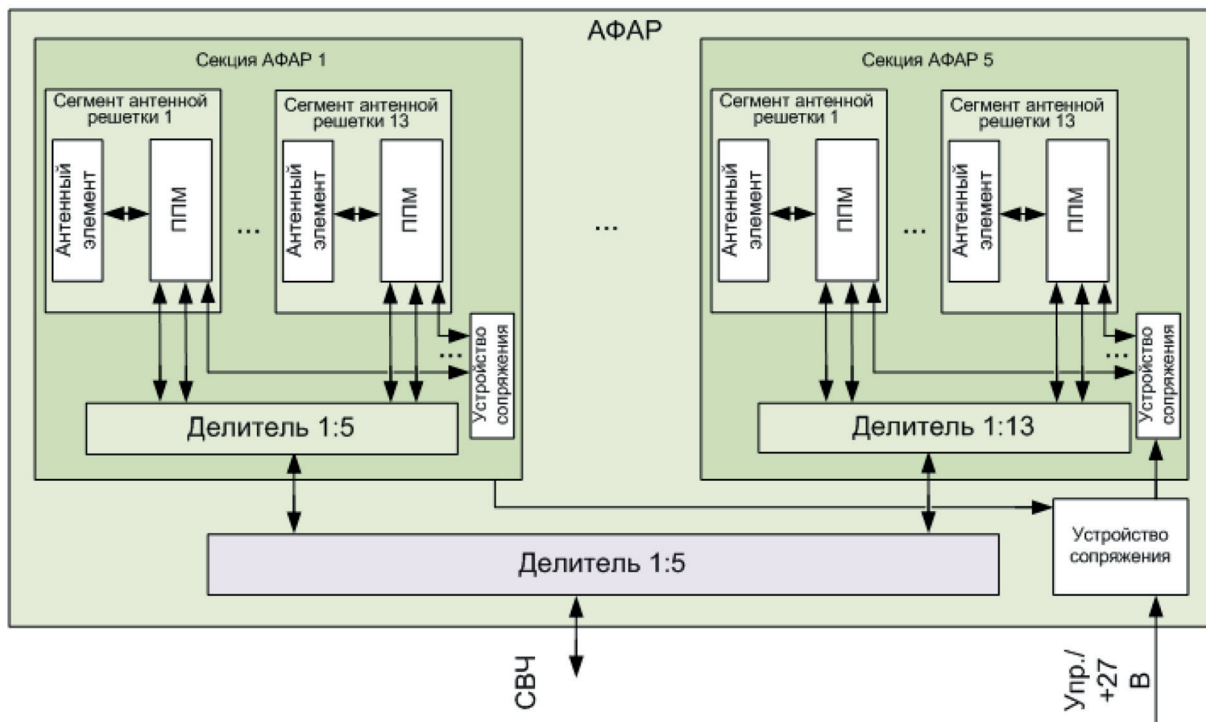 АФАР
Секция АФАР 1
Сегмент антенной
решетки 1
Антенный
элемент
ППМ
...
Сегмент антенной
решетки 13
Антенный
элемент
ППМ
...
Устройство
сопряжения
Делитель 1:5
...
Секция АФАР 5
Сегмент антенной
решетки 1
Антенный
элемент
ППМ
...
Сегмент антенной
решетки 13
Антенный
элемент
ППМ
...
Устройство
сопряжения
Делитель 1:13
Делитель 1:5
Устройство
сопряжения
СВЧ
Упр./
+27
В